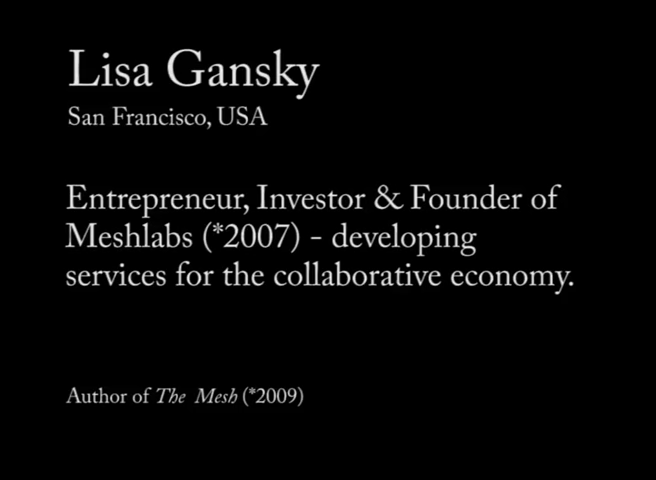 Lisa Gansky
San Francisco, USA
Entrepreneur, Investor & Founder of
Meshlabs (*2007) - developing
services for the collaborative economy.
Author of The Mesh (*2009)